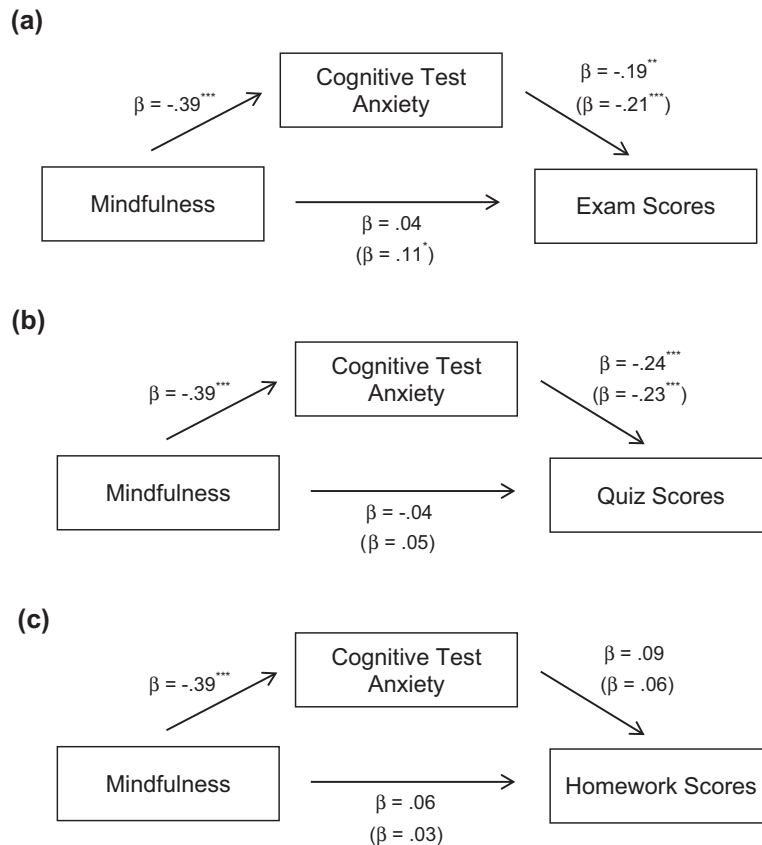 (a)
Cognitive Test
Anxiety
β = -.39***
β = -.19**
(β = -.21***)
Mindfulness
Exam Scores
β = .04
(β = .11*)
(b)
Cognitive Test
Anxiety
β = -.39***
β = -.24***
(β = -.23***)
Mindfulness
Quiz Scores
β = -.04
(β = .05)
(c)
Cognitive Test
Anxiety
β = -.39***
β = .09
(β = .06)
Mindfulness
Homework Scores
β = .06
(β = .03)